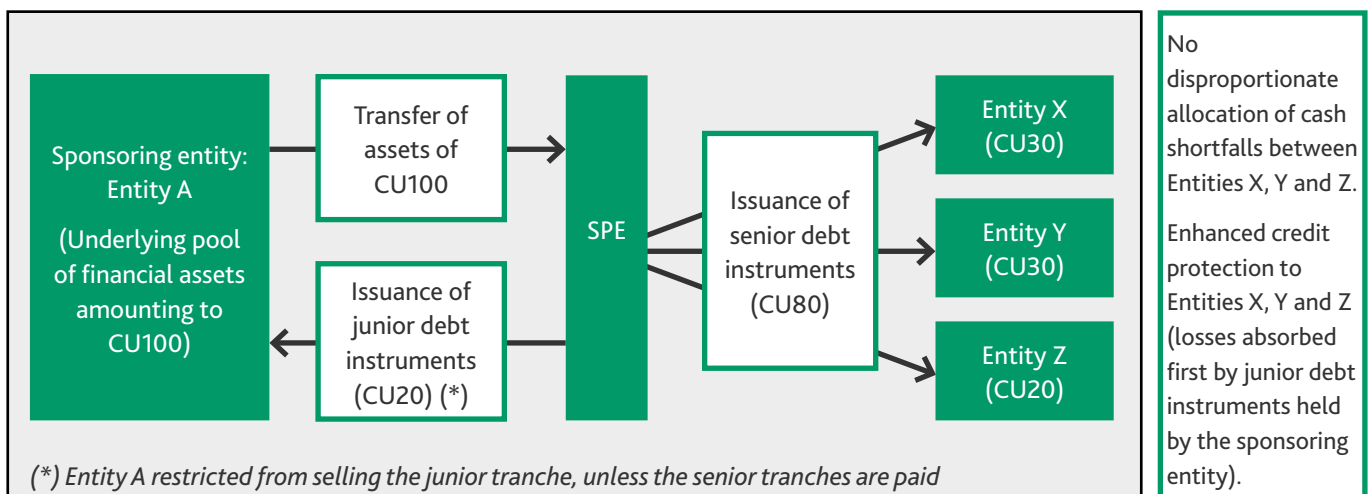 Sponsoring entity:
Entity A
(Underlying pool
of financial assets
amounting to
CU100)
Transfer of
assets of
CU100
Issuance of
junior debt
instruments
(CU20) (*)
SPE
Issuance of
senior debt
instruments
(CU80)
Entity X
(CU30)
Entity Y
(CU30)
Entity Z
(CU20)
(*) Entity A restricted from selling the junior tranche, unless the senior tranches are paid
No
disproportionate
allocation of cash
shortfalls between
Entities X, Y and Z.
Enhanced credit
protection to
Entities X, Y and Z
(losses absorbed
first by junior debt
instruments held
by the sponsoring
entity).